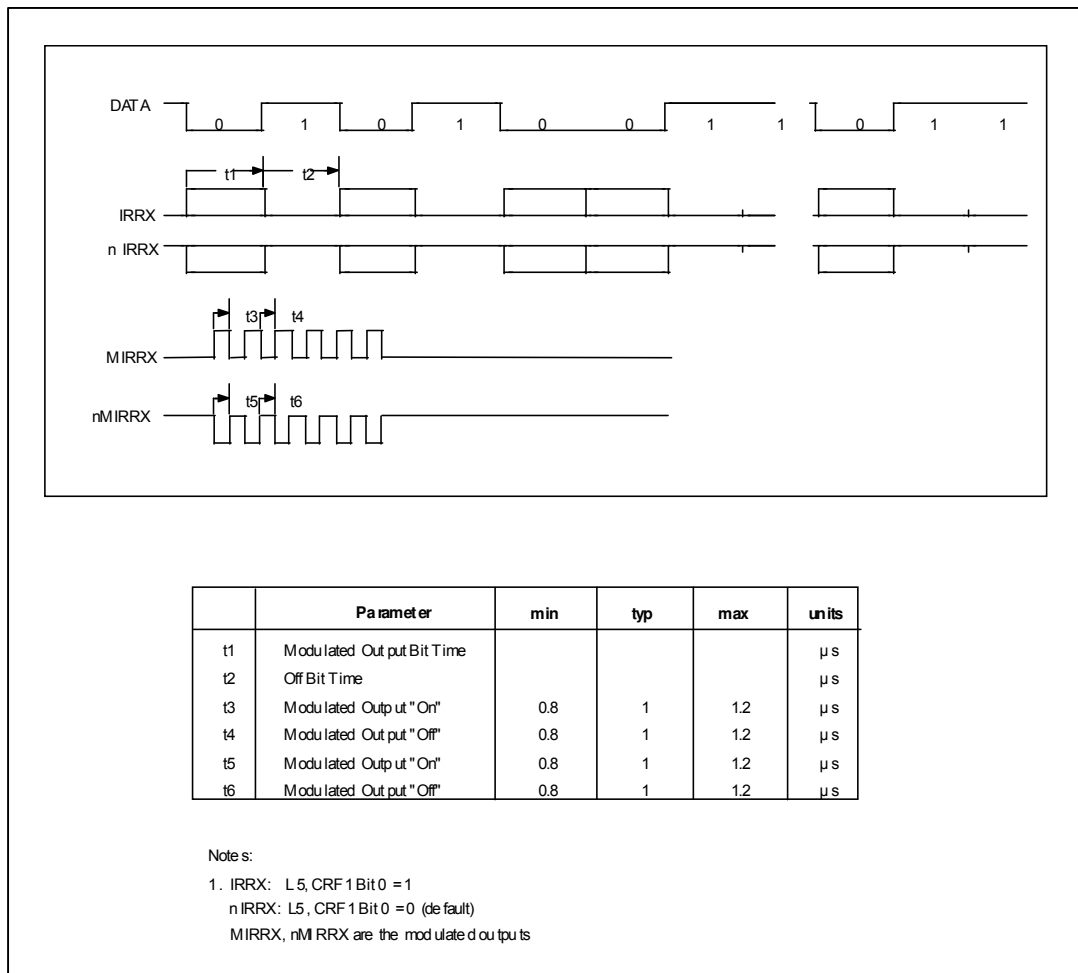 DATA
0 1 0 1 0 0 1 1 0 1 1
t1 t2
IRRX
n IRRX
t3 t4
MIRRX
t5 t6
nMIRRX
Parameter min typ max units
t1 Modulated Output Bit Time µs
t2 Off Bit Time µs
t3 Modulated Output "On" 0.8 1 1.2 µs
t4 Modulated Output "Off" 0.8 1 1.2 µs
t5 Modulated Output "On" 0.8 1 1.2 µs
t6 Modulated Output "Off" 0.8 1 1.2 µs
Notes:
1. IRRX: L5, CRF1 Bit 0 = 1
nIRRX: L5, CRF1 Bit 0 = 0 (default)
MIRRX, nMIRRX are the modulated outputs